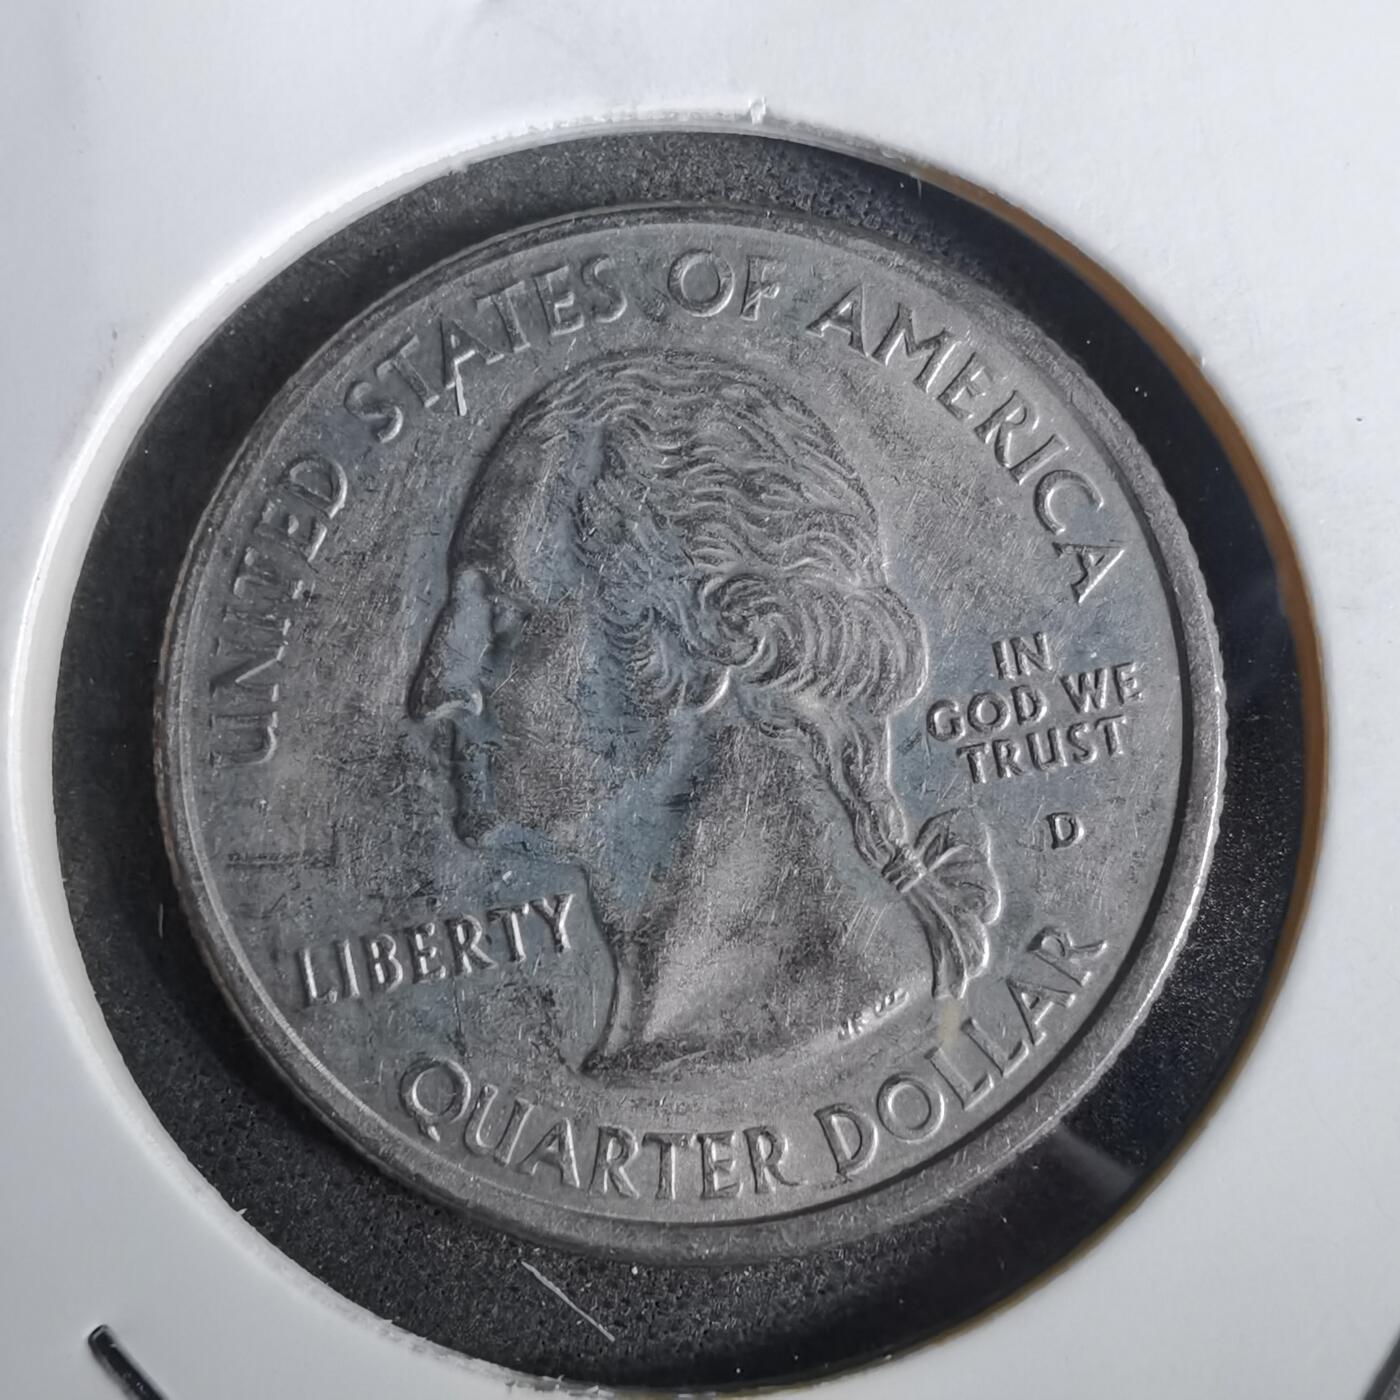 UNITED STATES OF AMERICA
IN
GOD WE
TRUST
D
LIBERTY
QUARTER DOLLAR